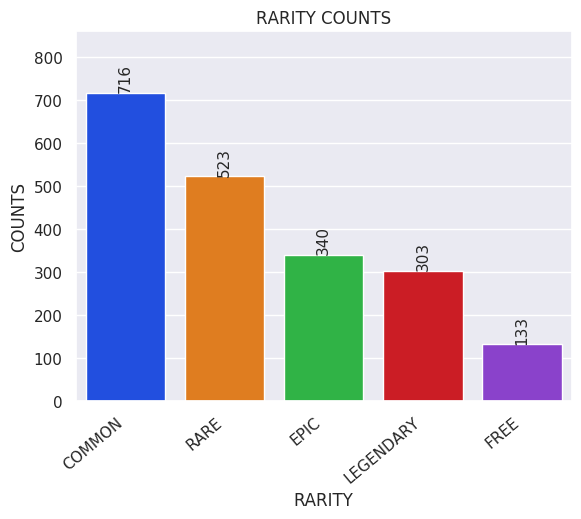 RARITY COUNTS
COUNTS
800
700
600
500
400
300
200
100
0
716
523
340
303
133
COMMON
RARE
EPIC
LEGENDARY
FREE
RARITY